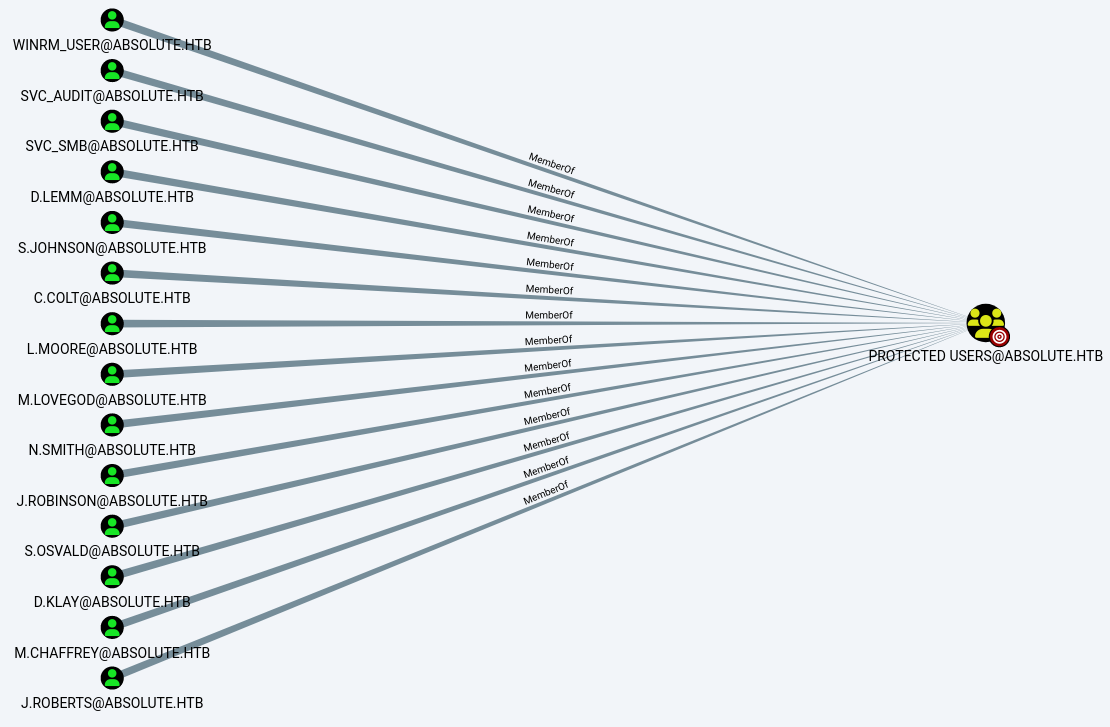 WINRM_USER@ABSOLUTE.HTB
SVC_AUDIT@ABSOLUTE.HTB
SVC_SMB@ABSOLUTE.HTB
D.LEMM@ABSOLUTE.HTB
S.JOHNSON@ABSOLUTE.HTB
C.COLT@ABSOLUTE.HTB
L.MOORE@ABSOLUTE.HTB
M.LOVEGOD@ABSOLUTE.HTB
N.SMITH@ABSOLUTE.HTB
J.ROBINSON@ABSOLUTE.HTB
S.OSVALD@ABSOLUTE.HTB
D.KLAY@ABSOLUTE.HTB
M.CHAFFREY@ABSOLUTE.HTB
J.ROBERTS@ABSOLUTE.HTB
MemberOf
MemberOf
MemberOf
MemberOf
MemberOf
MemberOf
MemberOf
MemberOf
MemberOf
MemberOf
MemberOf
MemberOf
MemberOf
MemberOf
PROTECTED USERS@ABSOLUTE.HTB